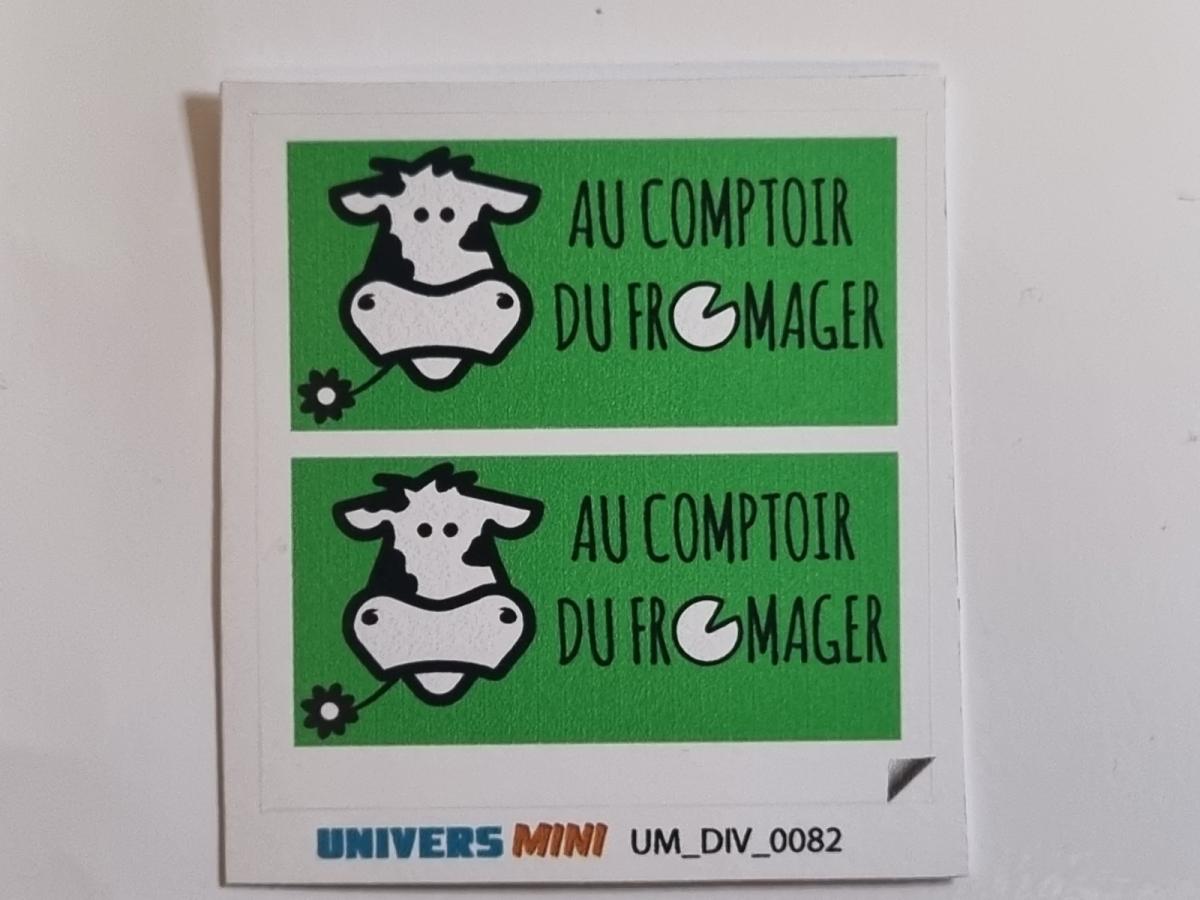 AU COMPTOIR
DU FROMAGER
AU COMPTOIR
DU FROMAGER
UNIVERS MINI UM_DIV_0082